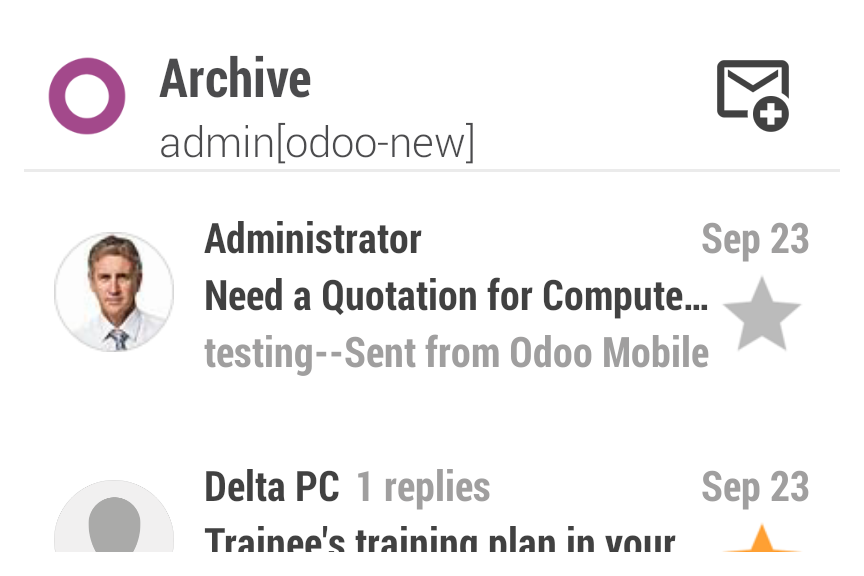 Archive
admin[odoo-new]
Administrator Sep 23
Need a Quotation for Compute...
testing--Sent from Odoo Mobile
Delta PC 1 replies Sep 23
Trainee's training plan in your